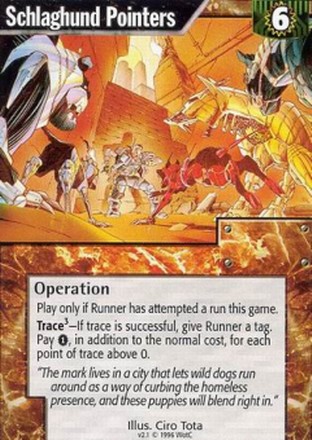 Schlaghund Pointers
6
Operation
Play only if Runner has attempted a run this game.
Trace³–If trace is successful, give Runner a tag.
Pay ❶, in addition to the normal cost, for each
point of trace above 0.
"The mark lives in a city that lets wild dogs run
around as a way of curbing the homeless
presence, and these puppies will blend right in."
Illus. Ciro Tota
v2.1 © 1996 WotC